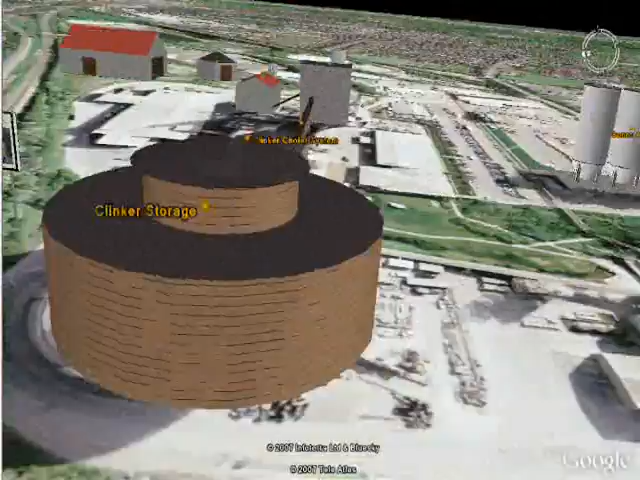 Clinker Cooler System
Clinker Storage
© 2007 Infoterra Ltd & Bluesky
© 2007 Tele Atlas
Google